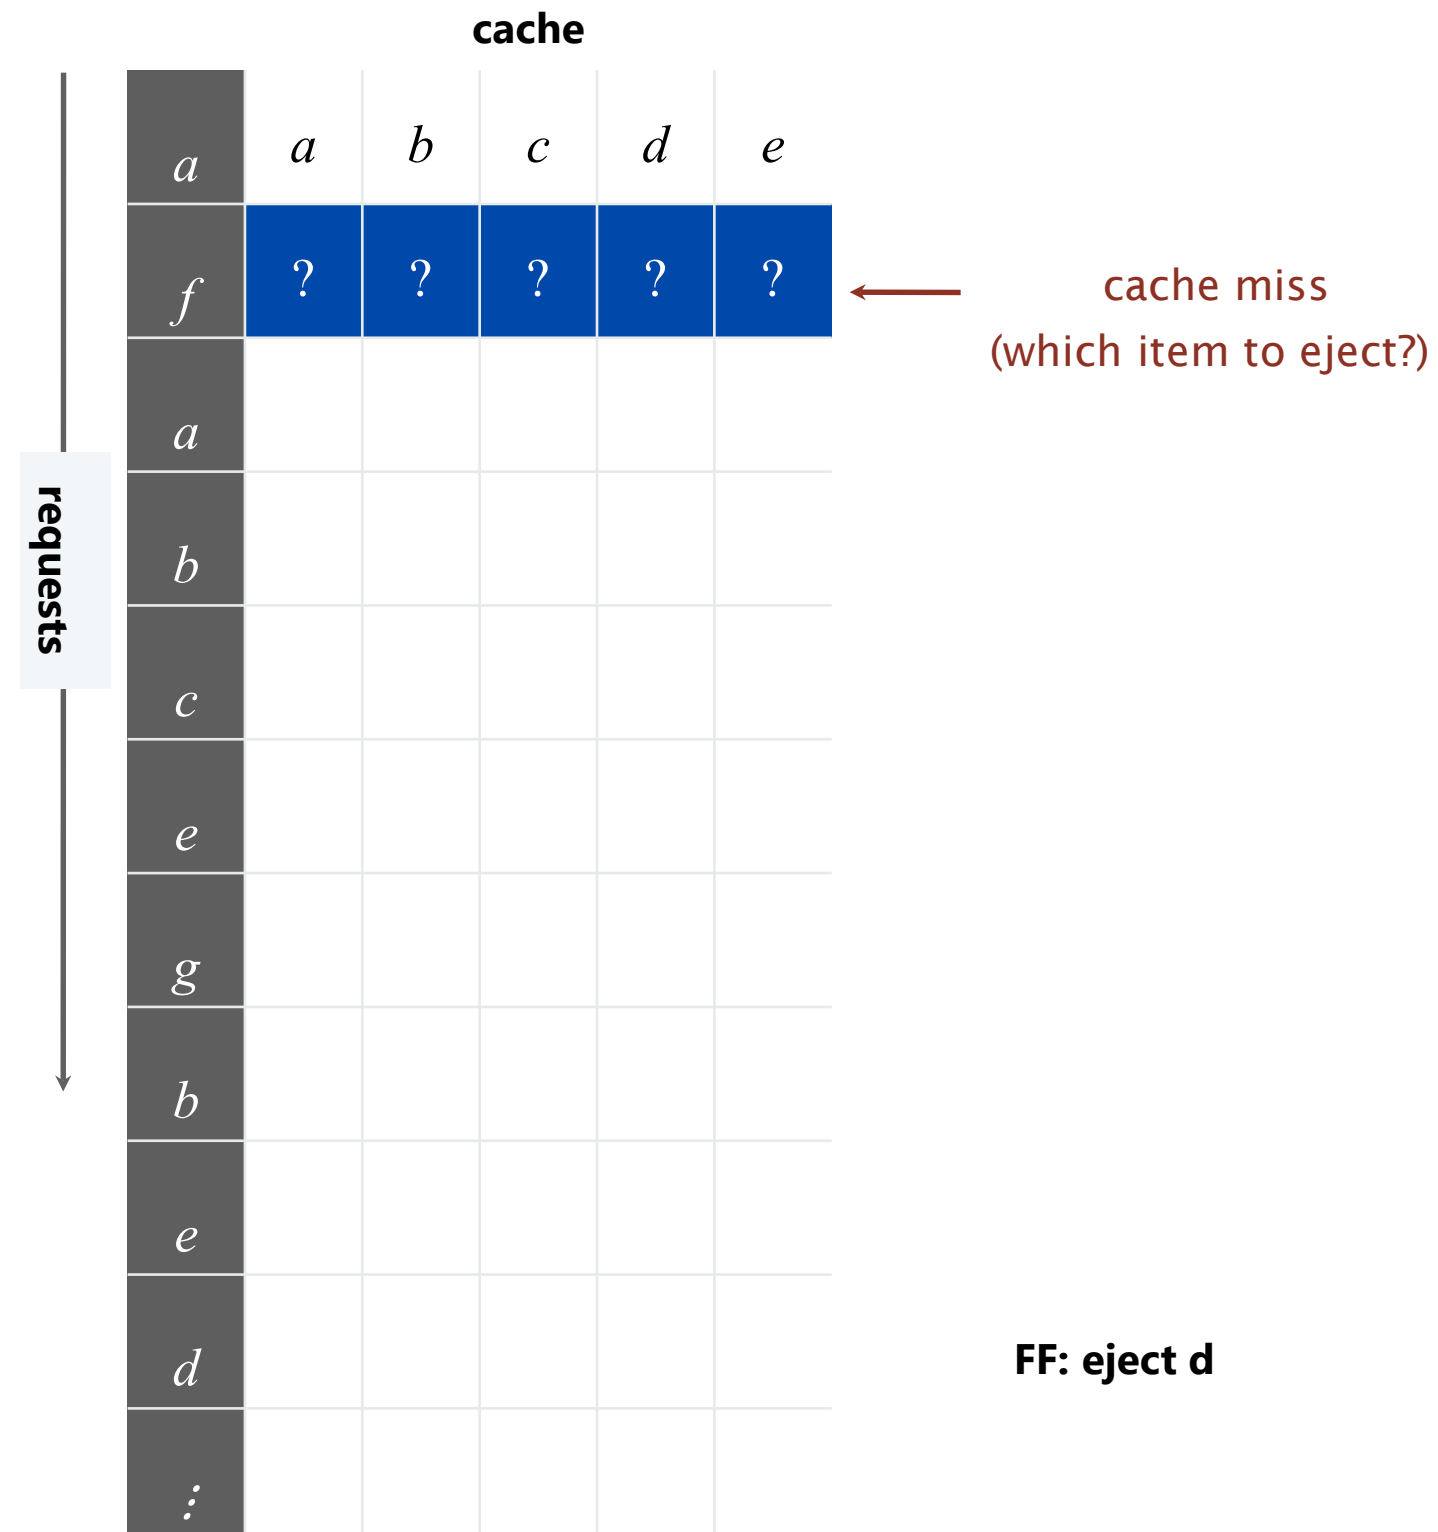 cache
requests
a a b c d e
f ? ? ? ? ?
cache miss
(which item to eject?)
a
b
c
e
g
b
e
d
FF: eject d
⋮